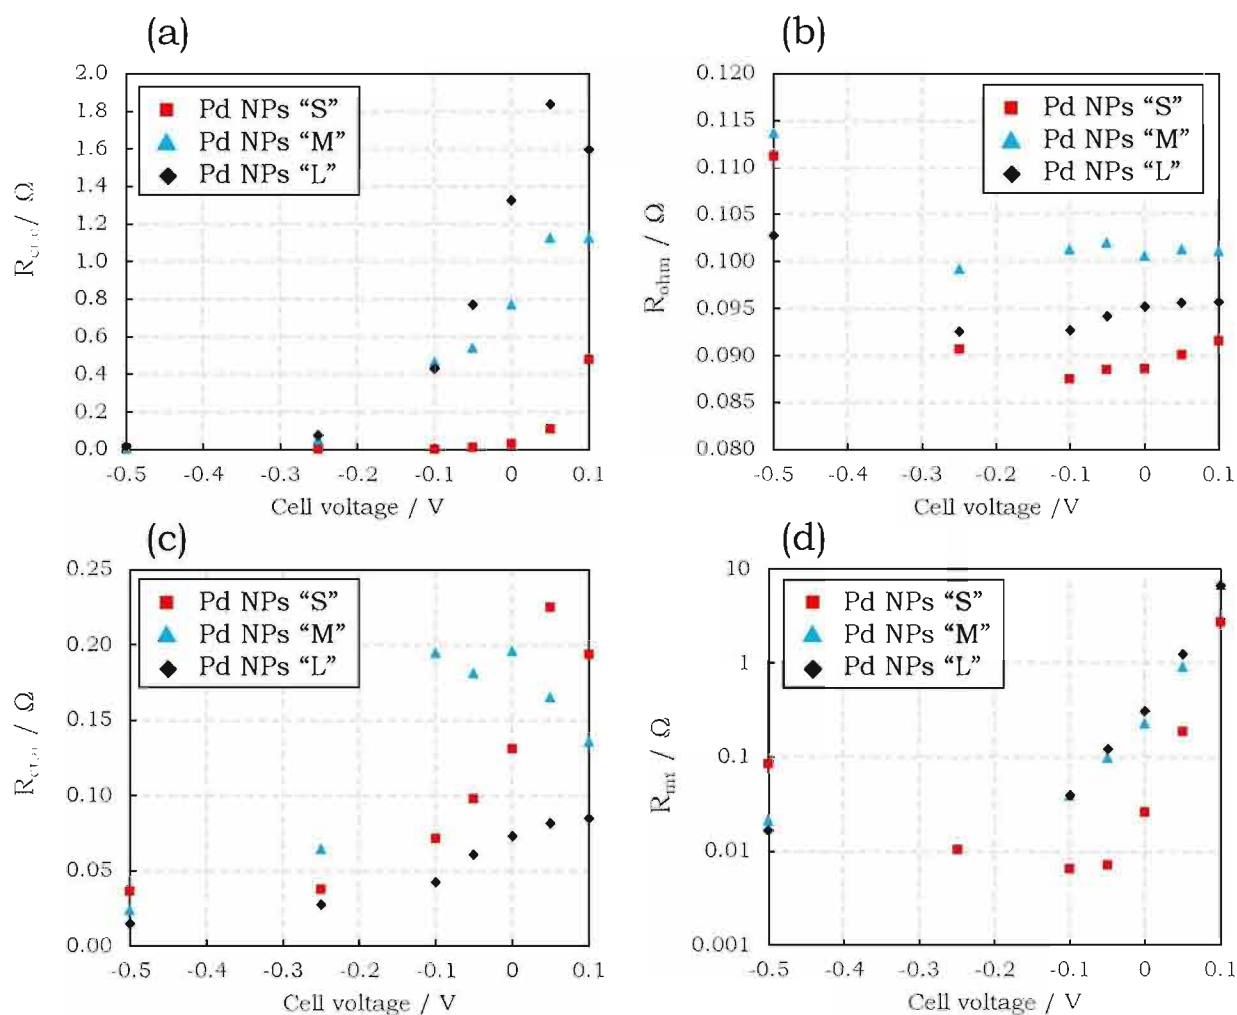 (a)
2.0
1.8
1.6
1.4
1.2
1.0
0.8
0.6
0.4
0.2
0.0
Pd NPs “S”
Pd NPs “M”
Pd NPs “L”
-0.5 -0.4 -0.3 -0.2 -0.1 0 0.1
Cell voltage / V
(b)
R_ohm / Ω
0.120
0.115
0.110
0.105
0.100
0.095
0.090
0.085
0.080
Pd NPs “S”
Pd NPs “M”
Pd NPs “L”
-0.5 -0.4 -0.3 -0.2 -0.1 0 0.1
Cell voltage / V
(c)
R_ct,a / Ω
0.25
0.20
0.15
0.10
0.05
0.00
Pd NPs “S”
Pd NPs “M”
Pd NPs “L”
-0.5 -0.4 -0.3 -0.2 -0.1 0 0.1
Cell voltage / V
(d)
R_mt / Ω
10
1
0.1
0.01
0.001
Pd NPs “S”
Pd NPs “M”
Pd NPs “L”
-0.5 -0.4 -0.3 -0.2 -0.1 0 0.1
Cell voltage / V